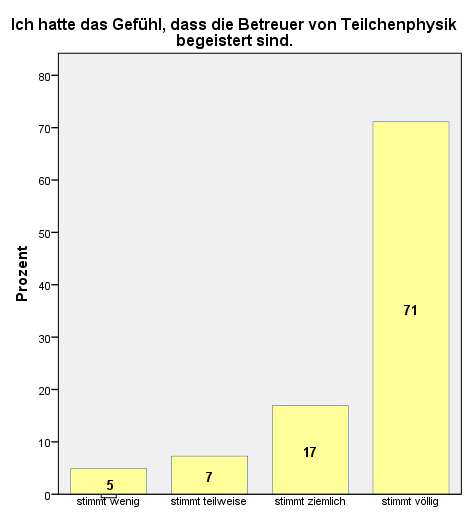 Ich hatte das Gefühl, dass die Betreuer von Teilchenphysik
begeistert sind.
80
70
60
50
40
30
20
10
0
Prozent
5
7
17
71
stimmt wenig
stimmt teilweise
stimmt ziemlich
stimmt völlig